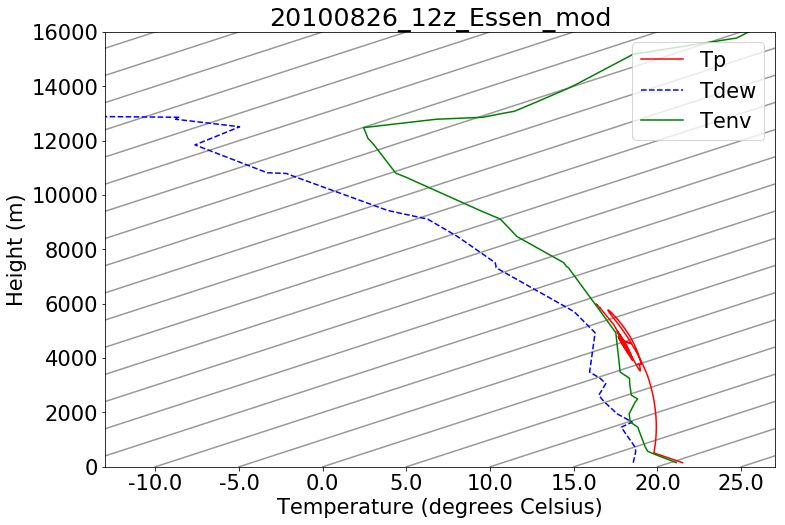 20100826_12z_Essen_mod
Tp
Tdew
Tenv
16000
14000
12000
10000
8000
6000
4000
2000
0
Height (m)
-10.0 -5.0 0.0 5.0 10.0 15.0 20.0 25.0
Temperature (degrees Celsius)